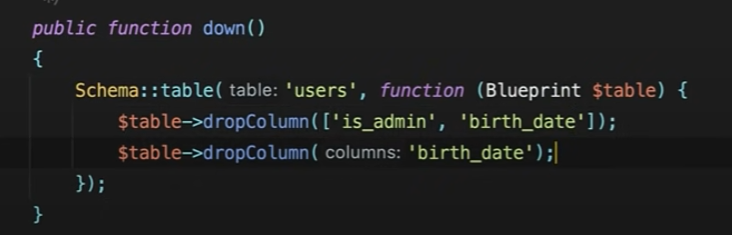 */
public function down()
{
Schema::table( table: 'users', function (Blueprint $table) {
$table->dropColumn(['is_admin', 'birth_date']);
$table->dropColumn( columns: 'birth_date');
});
}